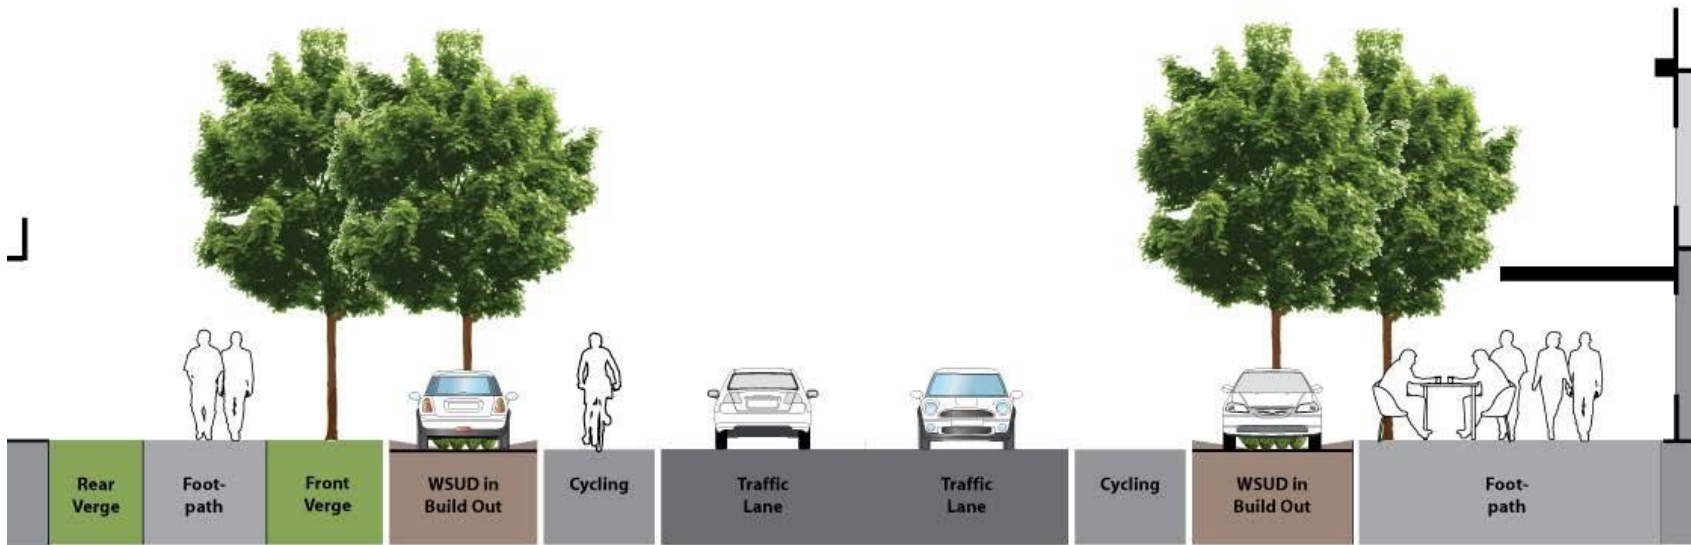 Rear
Verge
Foot-
path
Front
Verge
WSUD in
Build Out
Cycling
Traffic
Lane
Traffic
Lane
Cycling
WSUD in
Build Out
Foot-
path